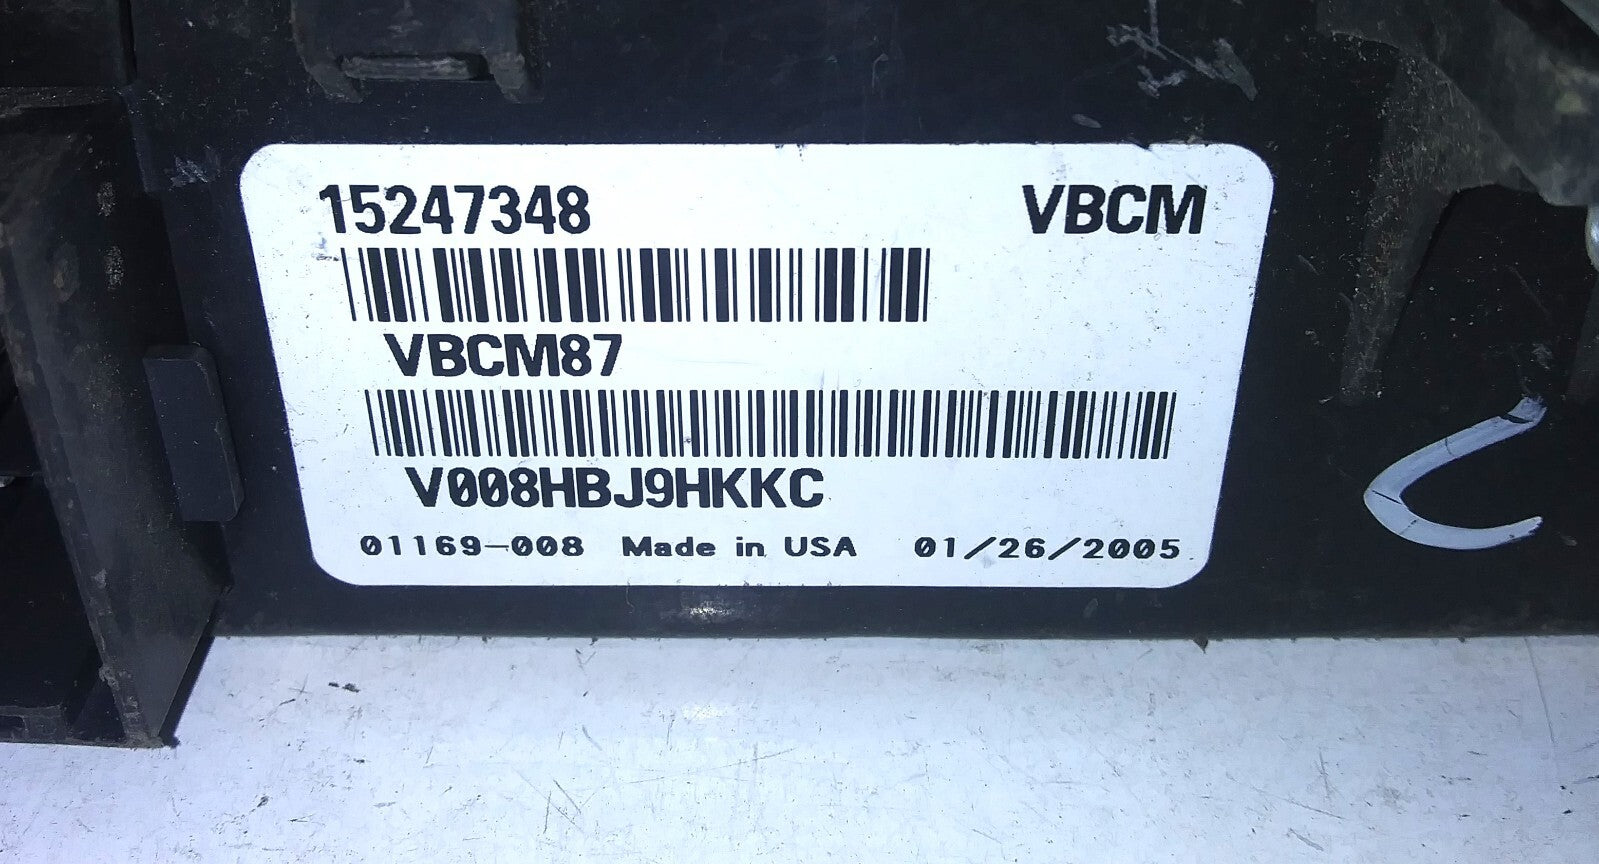 15247348 VBCM
VBCM87
V008HBJ9HKKC
01169-008 Made in USA 01/26/2005